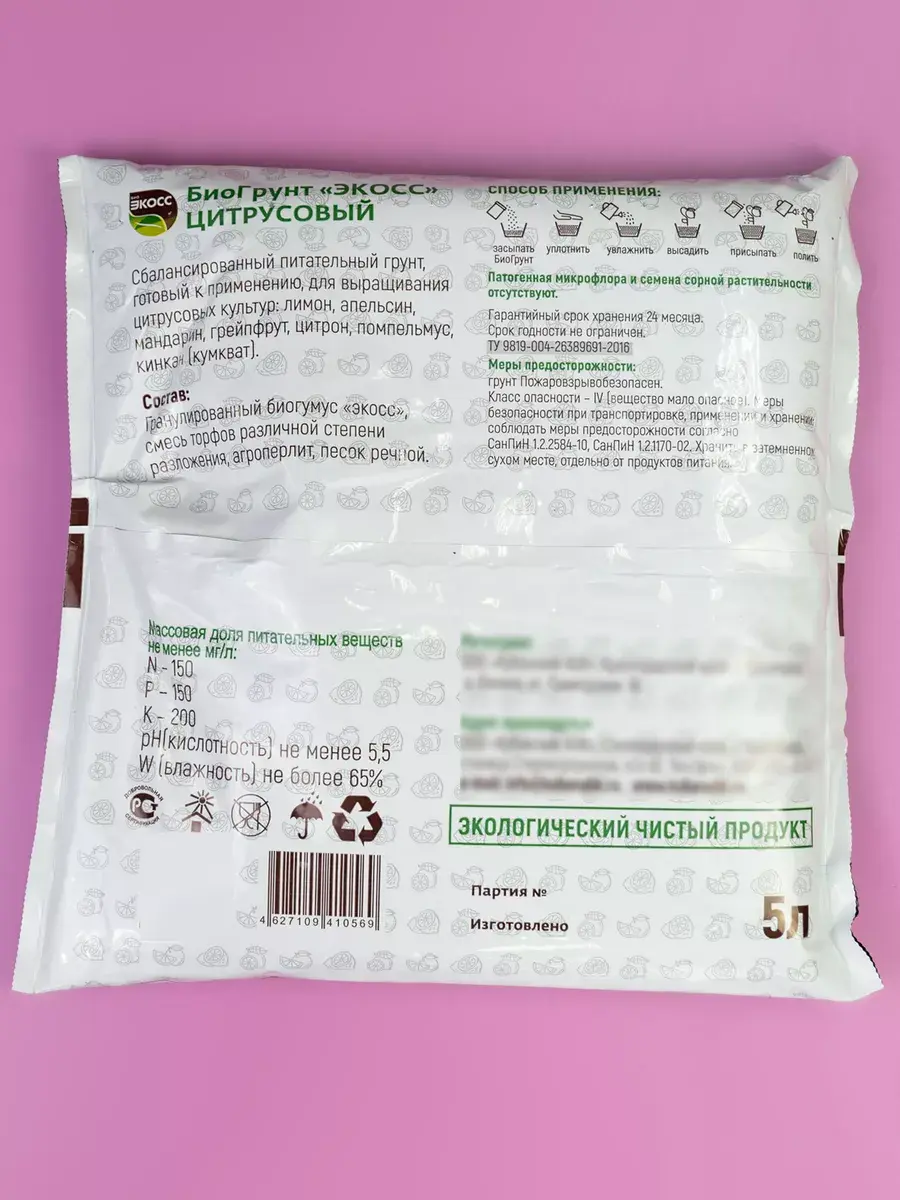 ЭКОСС
БиоГрунт «ЭКОСС»
ЦИТРУСОВЫЙ
Сбалансированный питательный грунт,
готовый к применению, для выращивания
цитрусовых культур: лимон, апельсин,
мандарин, грейпфрут, цитрон, помпельмус,
кинкан (кумкват).
Состав:
Гранулированный биогумус «экосс»,
смесь торфов различной степени
разложения, агроперлит, песок речной.
СПОСОБ ПРИМЕНЕНИЯ:
засыпать БиоГрунт
уплотнить
увлажнить
высадить
присыпать
полить
Патогенная микрофлора и семена сорной растительности
отсутствуют.
Гарантийный срок хранения 24 месяца.
Срок годности не ограничен.
ТУ 9819-004-26389691-2016
Меры предосторожности:
грунт Пожаровзрывобезопасен.
Класс опасности – IV (вещество мало опасное). Меры
безопасности при транспортировке, применении и хранении:
соблюдать меры предосторожности согласно
СанПиН 1.2.2584-10, СанПиН 1.2.1170-02. Хранить в затемненном
сухом месте, отдельно от продуктов питания.
Массовая доля питательных веществ
не менее мг/л:
N - 150
P - 150
K - 200
pH(кислотность) не менее 5,5
W (влажность) не более 65%
ДОБРОВОЛЬНАЯ
СЕРТИФИКАЦИЯ
ЭКОЛОГИЧЕСКИЙ ЧИСТЫЙ ПРОДУКТ
4 627109 410569
Партия №
Изготовлено
5л